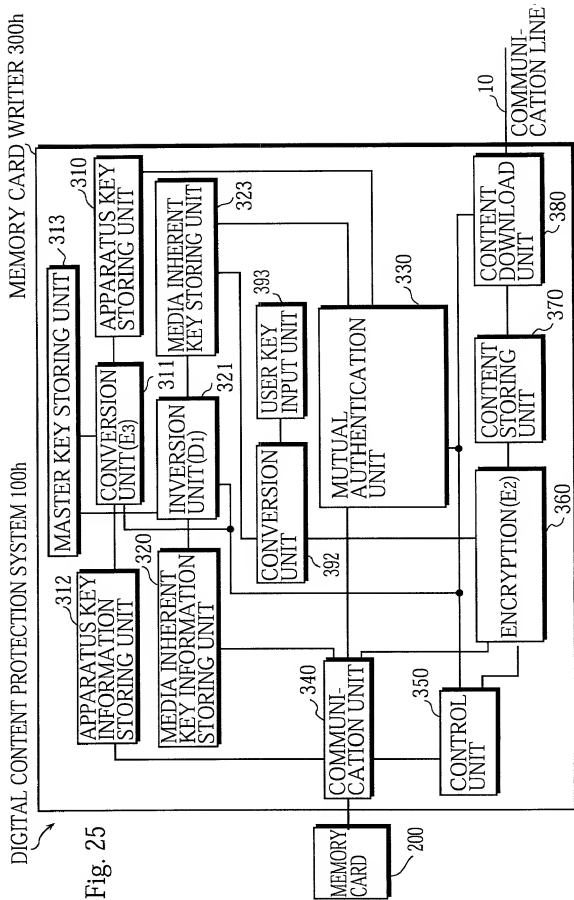 DIGITAL CONTENT PROTECTION SYSTEM 100h
MEMORY CARD WRITER 300h
Fig. 25
313
MASTER KEY STORING UNIT
312
APPARATUS KEY
INFORMATION
STORING UNIT
CONVERSION
UNIT(E3)
311
APPARATUS KEY
STORING UNIT
310
320
MEDIA INHERENT
KEY INFORMATION
STORING UNIT
INVERSION
UNIT(D1)
321
MEDIA INHERENT
KEY STORING UNIT
323
CONVERSION
UNIT
392
USER KEY
INPUT UNIT
393
MEMORY
CARD
200
340
COMMUNI-
CATION UNIT
MUTUAL
AUTHENTICATION
UNIT
330
350
CONTROL
UNIT
ENCRYPTION(E2)
360
CONTENT
STORING
UNIT
370
CONTENT
DOWNLOAD
UNIT
380
10
COMMUNI-
CATION LINE